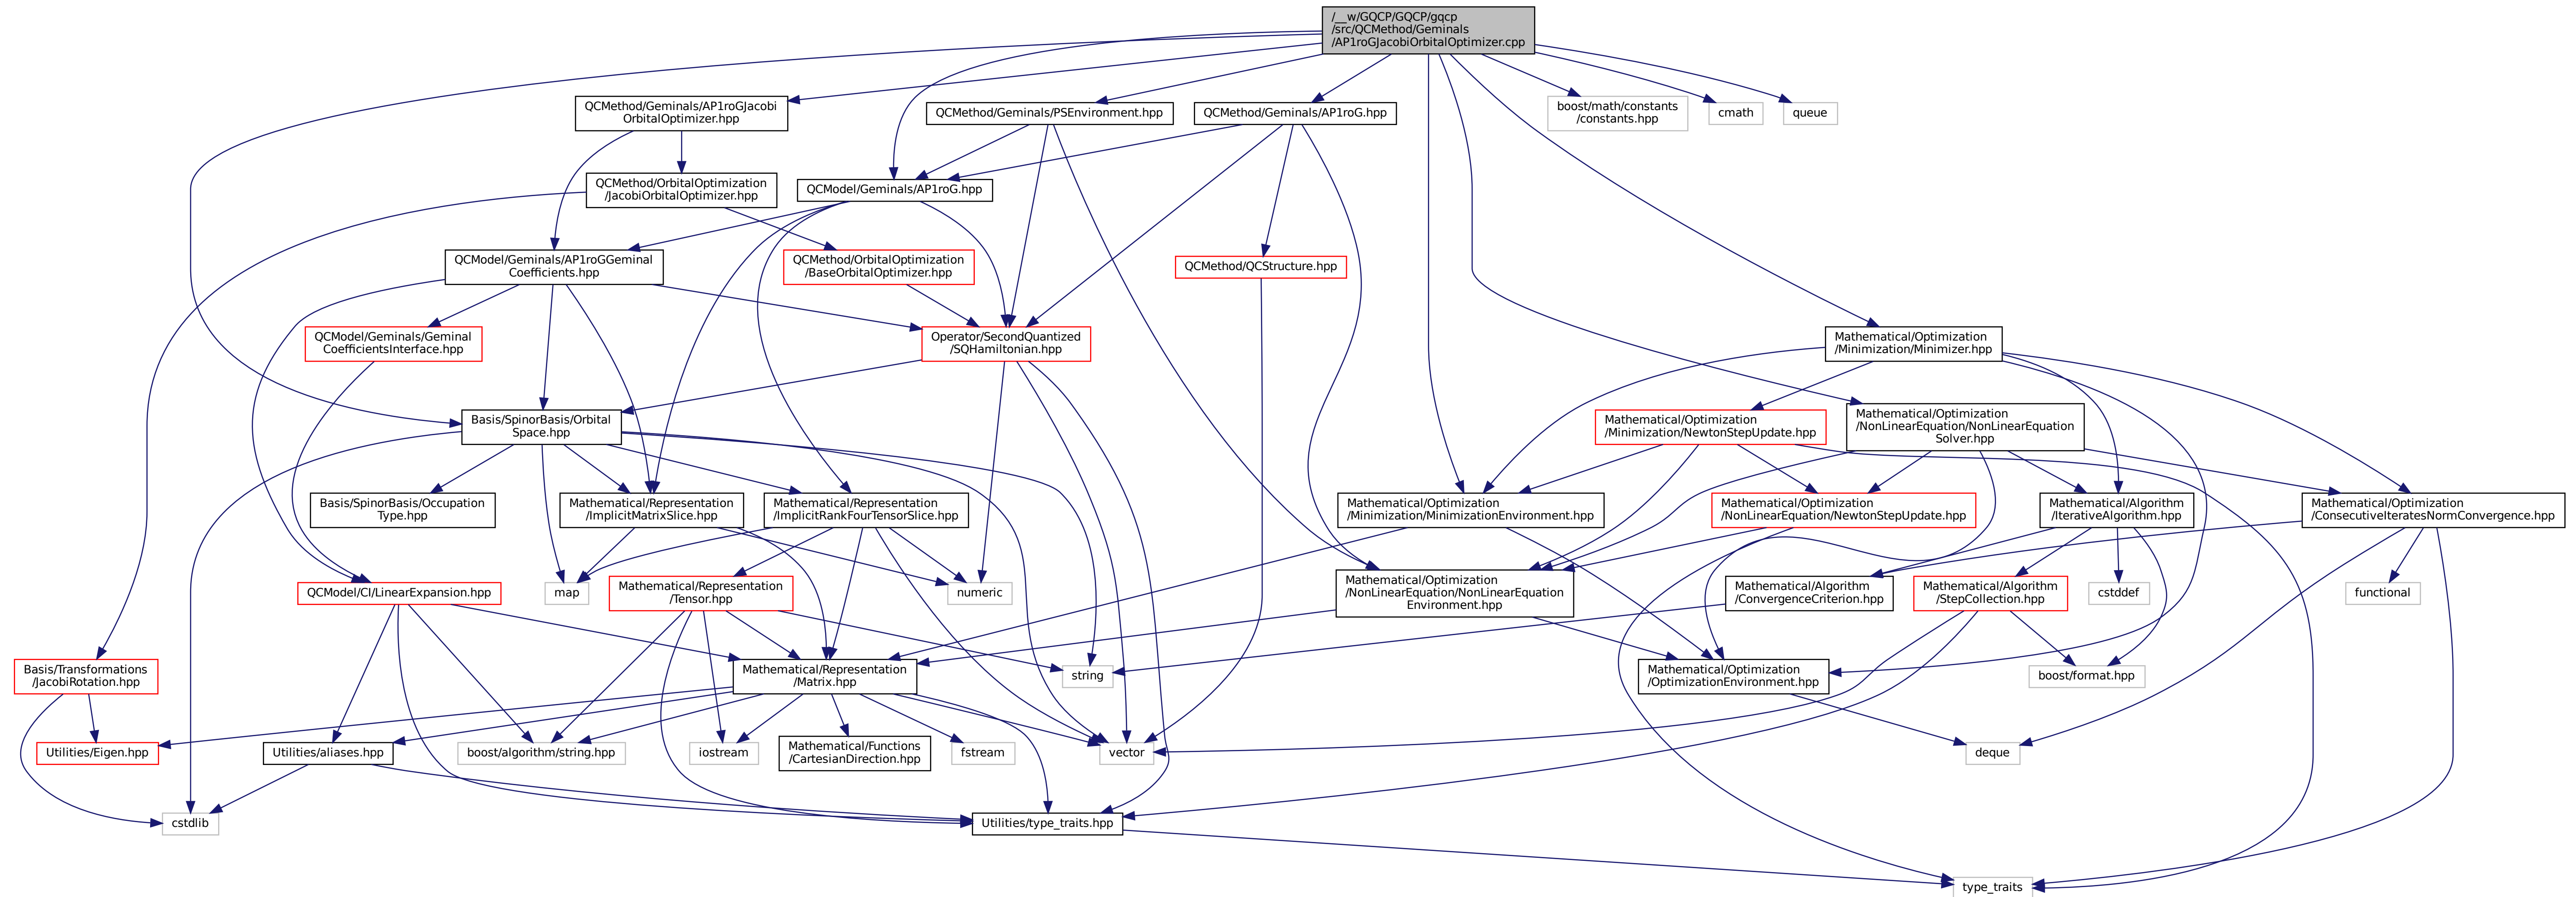 /__w/GQCP/GQCP/gqcp
/src/QCMethod/Geminals
/AP1roGJacobiOrbitalOptimizer.cpp
QCMethod/Geminals/AP1roGJacobi
OrbitalOptimizer.hpp
QCMethod/Geminals/PSEnvironment.hpp
QCMethod/Geminals/AP1roG.hpp
boost/math/constants
/constants.hpp
cmath
queue
QCMethod/OrbitalOptimization
/JacobiOrbitalOptimizer.hpp
QCModel/Geminals/AP1roG.hpp
QCModel/Geminals/AP1roGGeminal
Coefficients.hpp
QCMethod/OrbitalOptimization
/BaseOrbitalOptimizer.hpp
QCMethod/QCStructure.hpp
QCModel/Geminals/Geminal
CoefficientsInterface.hpp
Operator/SecondQuantized
/SQHamiltonian.hpp
Mathematical/Optimization
/Minimization/Minimizer.hpp
Basis/SpinorBasis/Orbital
Space.hpp
Mathematical/Optimization
/Minimization/NewtonStepUpdate.hpp
Mathematical/Optimization
/NonLinearEquation/NonLinearEquation
Solver.hpp
Basis/SpinorBasis/Occupation
Type.hpp
Mathematical/Representation
/ImplicitMatrixSlice.hpp
Mathematical/Representation
/ImplicitRankFourTensorSlice.hpp
Mathematical/Optimization
/Minimization/MinimizationEnvironment.hpp
Mathematical/Optimization
/NonLinearEquation/NewtonStepUpdate.hpp
Mathematical/Algorithm
/IterativeAlgorithm.hpp
Mathematical/Optimization
/ConsecutiveIteratesNormConvergence.hpp
QCModel/CI/LinearExpansion.hpp
map
Mathematical/Representation
/Tensor.hpp
numeric
Mathematical/Optimization
/NonLinearEquation/NonLinearEquation
Environment.hpp
Mathematical/Algorithm
/ConvergenceCriterion.hpp
Mathematical/Algorithm
/StepCollection.hpp
cstddef
functional
Basis/Transformations
/JacobiRotation.hpp
Mathematical/Representation
/Matrix.hpp
string
Mathematical/Optimization
/OptimizationEnvironment.hpp
boost/format.hpp
Utilities/Eigen.hpp
Utilities/aliases.hpp
boost/algorithm/string.hpp
iostream
Mathematical/Functions
/CartesianDirection.hpp
fstream
vector
deque
cstdlib
Utilities/type_traits.hpp
type_traits